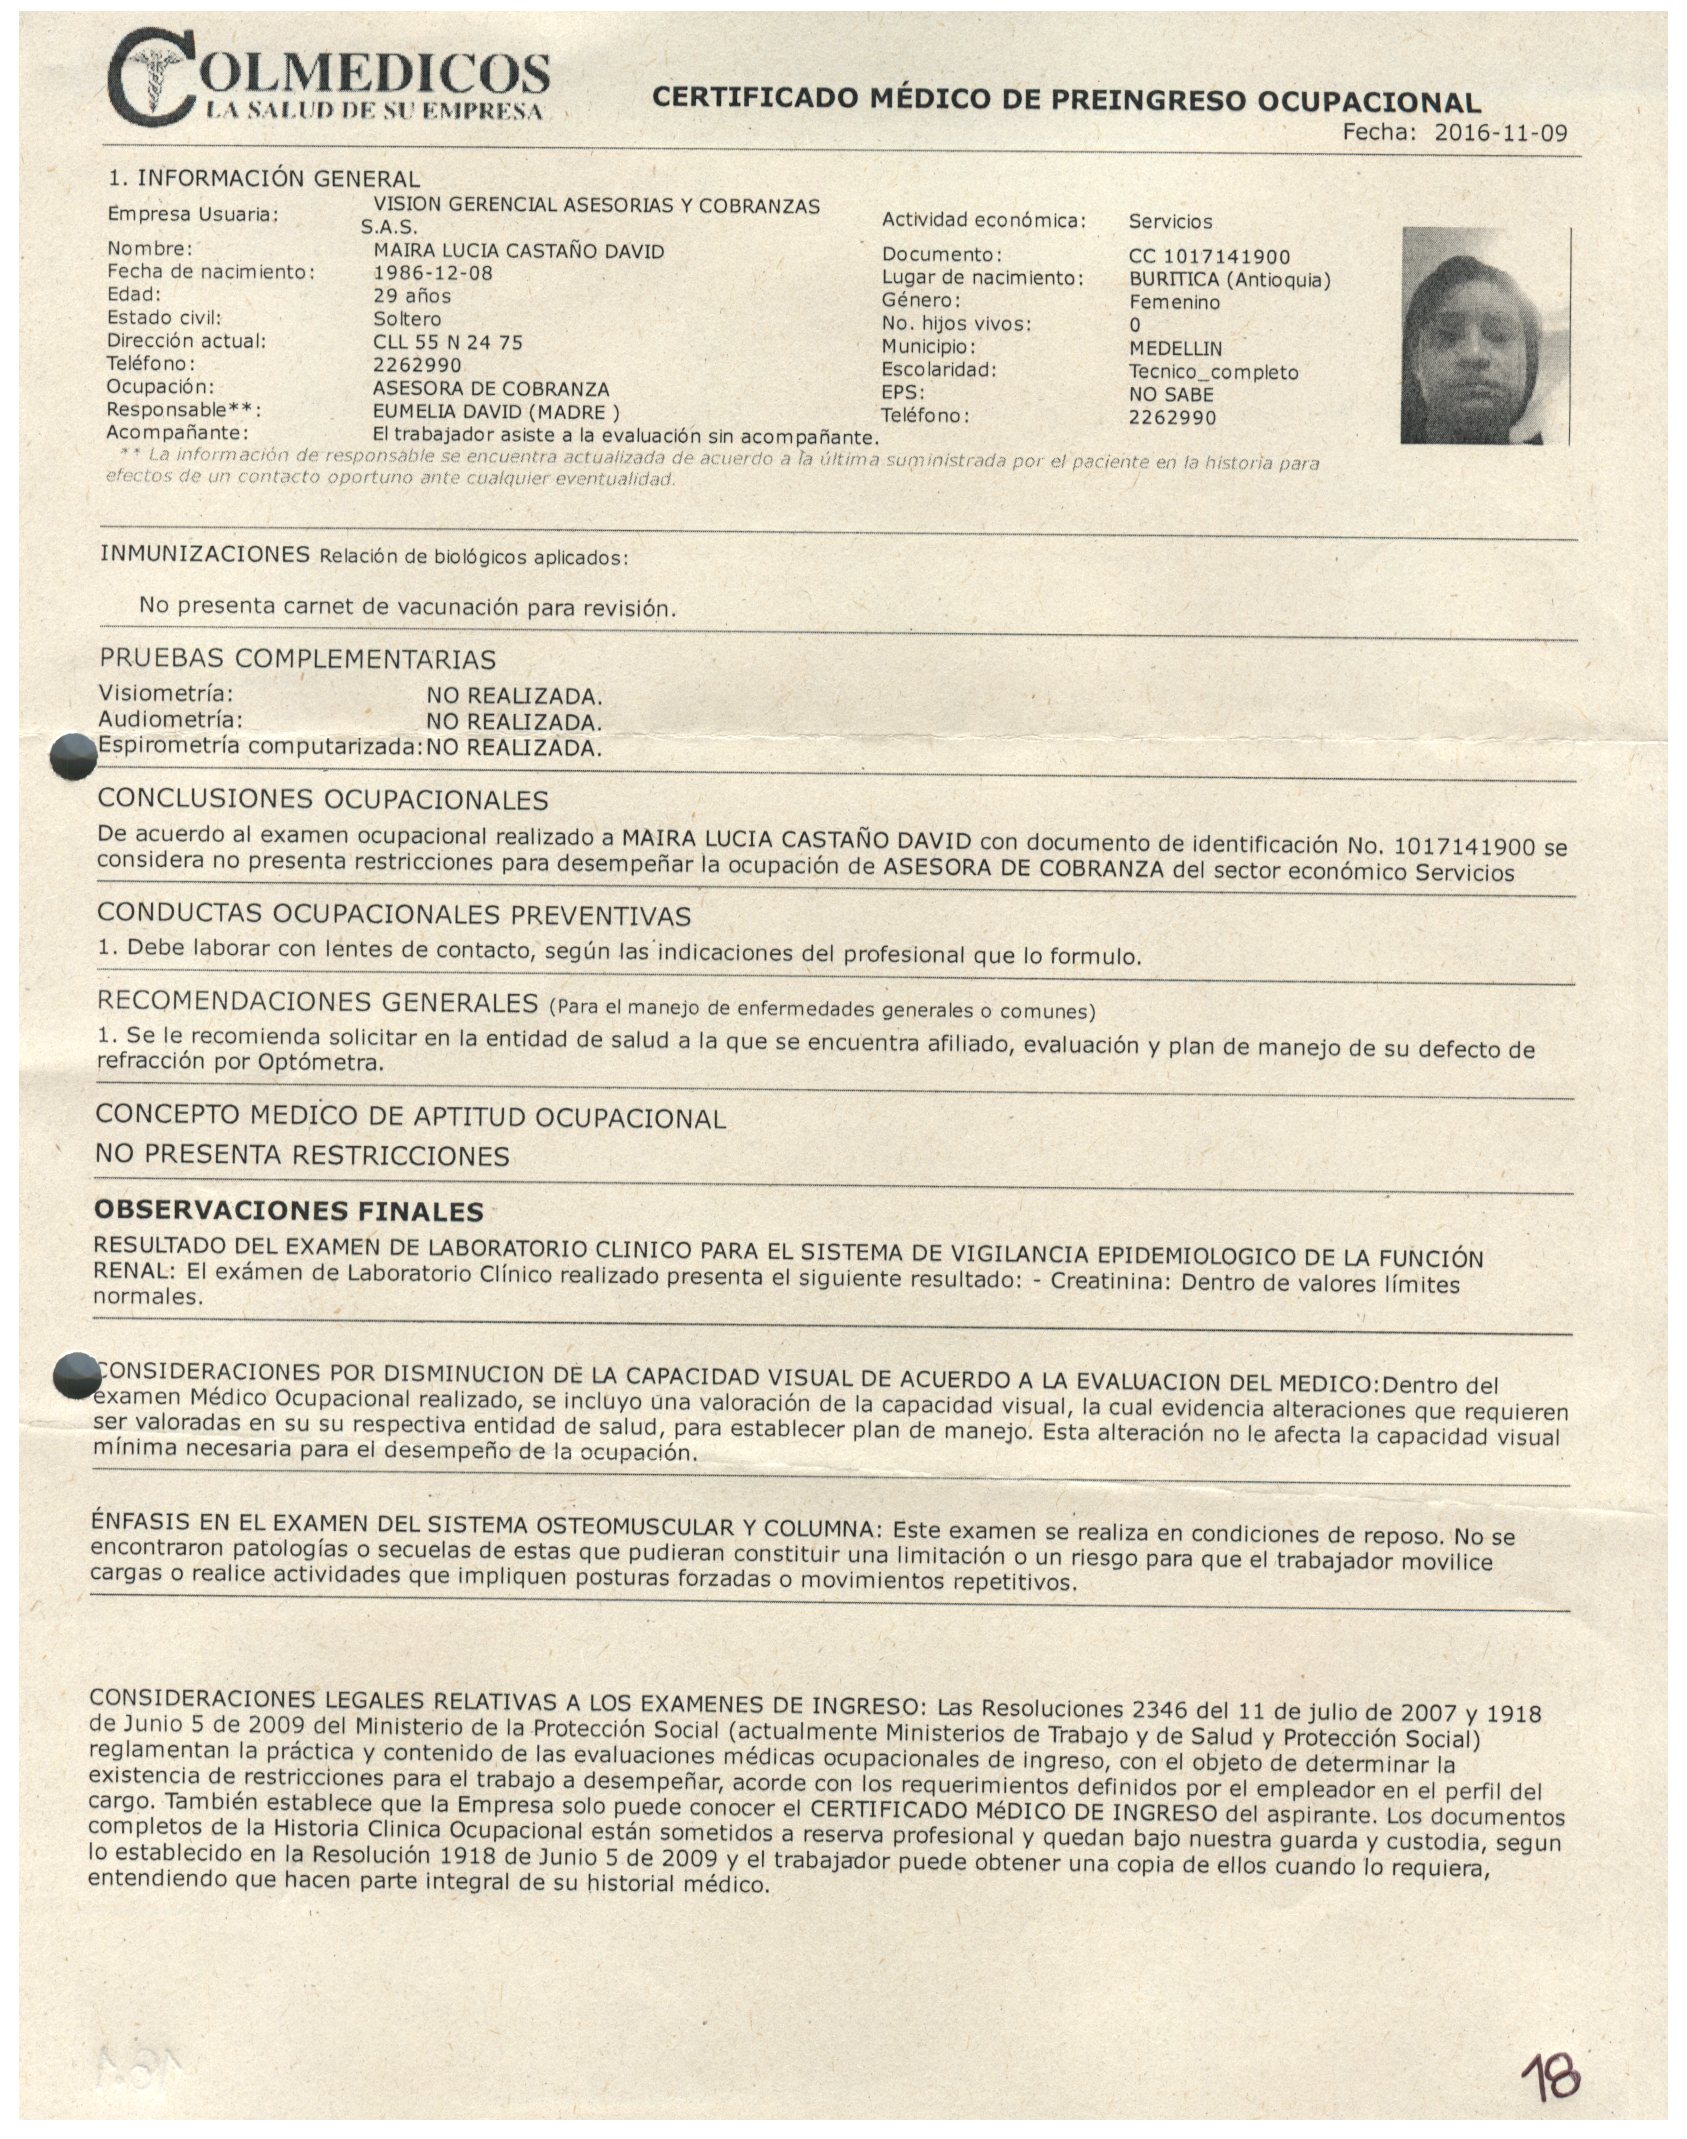 COLMEDICOS
LA SALUD DE SU EMPRESA
CERTIFICADO MÉDICO DE PREINGRESO OCUPACIONAL
Fecha: 2016-11-09
1. INFORMACIÓN GENERAL
Empresa Usuaria: VISION GERENCIAL ASESORIAS Y COBRANZAS S.A.S. Actividad económica: Servicios
Nombre: MAIRA LUCIA CASTAÑO DAVID Documento: CC 1017141900
Fecha de nacimiento: 1986-12-08 Lugar de nacimiento: BURITICA (Antioquia)
Edad: 29 años Género: Femenino
Estado civil: Soltero No. hijos vivos: 0
Dirección actual: CLL 55 N 24 75 Municipio: MEDELLIN
Teléfono: 2262990 Escolaridad: Tecnico_completo
Ocupación: ASESORA DE COBRANZA EPS: NO SABE
Responsable**: EUMELIA DAVID (MADRE ) Teléfono: 2262990
Acompañante: El trabajador asiste a la evaluación sin acompañante.
** La información de responsable se encuentra actualizada de acuerdo a la última suministrada por el paciente en la historia para
efectos de un contacto oportuno ante cualquier eventualidad.
INMUNIZACIONES Relación de biológicos aplicados:
No presenta carnet de vacunación para revisión.
PRUEBAS COMPLEMENTARIAS
Visiometría: NO REALIZADA.
Audiometría: NO REALIZADA.
Espirometría computarizada: NO REALIZADA.
CONCLUSIONES OCUPACIONALES
De acuerdo al examen ocupacional realizado a MAIRA LUCIA CASTAÑO DAVID con documento de identificación No. 1017141900 se
considera no presenta restricciones para desempeñar la ocupación de ASESORA DE COBRANZA del sector económico Servicios
CONDUCTAS OCUPACIONALES PREVENTIVAS
1. Debe laborar con lentes de contacto, según las indicaciones del profesional que lo formulo.
RECOMENDACIONES GENERALES (Para el manejo de enfermedades generales o comunes)
1. Se le recomienda solicitar en la entidad de salud a la que se encuentra afiliado, evaluación y plan de manejo de su defecto de
refracción por Optómetra.
CONCEPTO MEDICO DE APTITUD OCUPACIONAL
NO PRESENTA RESTRICCIONES
OBSERVACIONES FINALES
RESULTADO DEL EXAMEN DE LABORATORIO CLINICO PARA EL SISTEMA DE VIGILANCIA EPIDEMIOLOGICO DE LA FUNCIÓN
RENAL: El exámen de Laboratorio Clínico realizado presenta el siguiente resultado: - Creatinina: Dentro de valores límites
normales.
CONSIDERACIONES POR DISMINUCION DE LA CAPACIDAD VISUAL DE ACUERDO A LA EVALUACION DEL MEDICO:Dentro del
examen Médico Ocupacional realizado, se incluyo una valoración de la capacidad visual, la cual evidencia alteraciones que requieren
ser valoradas en su su respectiva entidad de salud, para establecer plan de manejo. Esta alteración no le afecta la capacidad visual
mínima necesaria para el desempeño de la ocupación.
ÉNFASIS EN EL EXAMEN DEL SISTEMA OSTEOMUSCULAR Y COLUMNA: Este examen se realiza en condiciones de reposo. No se
encontraron patologías o secuelas de estas que pudieran constituir una limitación o un riesgo para que el trabajador movilice
cargas o realice actividades que impliquen posturas forzadas o movimientos repetitivos.
CONSIDERACIONES LEGALES RELATIVAS A LOS EXAMENES DE INGRESO: Las Resoluciones 2346 del 11 de julio de 2007 y 1918
de Junio 5 de 2009 del Ministerio de la Protección Social (actualmente Ministerios de Trabajo y de Salud y Protección Social)
reglamentan la práctica y contenido de las evaluaciones médicas ocupacionales de ingreso, con el objeto de determinar la
existencia de restricciones para el trabajo a desempeñar, acorde con los requerimientos definidos por el empleador en el perfil del
cargo. También establece que la Empresa solo puede conocer el CERTIFICADO MéDICO DE INGRESO del aspirante. Los documentos
completos de la Historia Clinica Ocupacional están sometidos a reserva profesional y quedan bajo nuestra guarda y custodia, segun
lo establecido en la Resolución 1918 de Junio 5 de 2009 y el trabajador puede obtener una copia de ellos cuando lo requiera,
entendiendo que hacen parte integral de su historial médico.
18